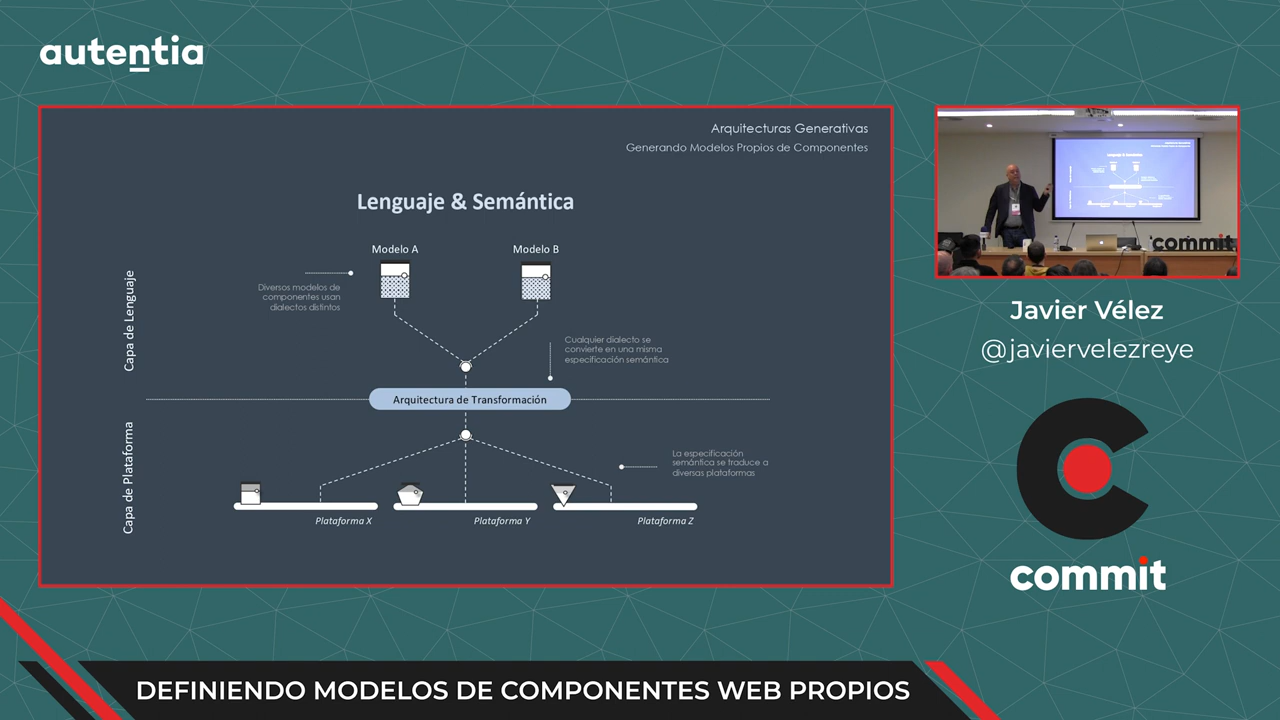 autentia
Arquitecturas Generativas
Generando Modelos Propios de Componentes
Lenguaje & Semántica
Modelo A
Modelo B
Capa de Lenguaje
Diversos modelos de
componentes usan
dialectos distintos
Cualquier dialecto se
convierte en una misma
especificación semántica
Arquitectura de Transformación
Capa de Plataforma
La especificación
semántica se traduce a
diversas plataformas
Plataforma X
Plataforma Y
Plataforma Z
commit
Javier Vélez
@javiervelezreye
commit
DEFINIENDO MODELOS DE COMPONENTES WEB PROPIOS